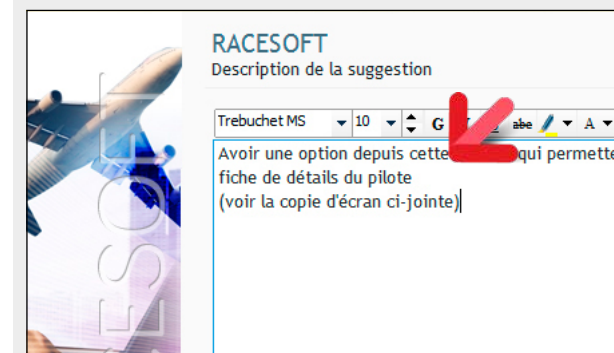 RACESOFT
Description de la suggestion
Trebuchet MS 10 G abc A
Avoir une option depuis cette qui permette
fiche de détails du pilote
(voir la copie d'écran ci-jointe)
ESOFT